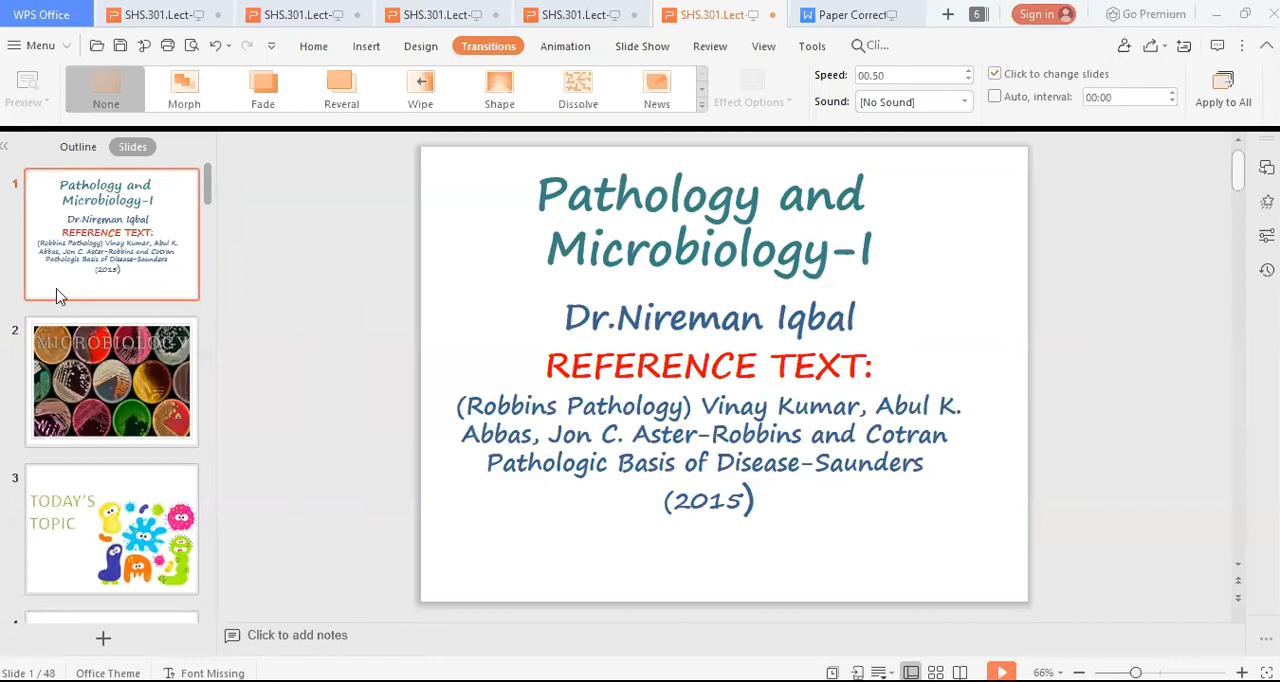 WPS Office SHS.301.Lect- SHS.301.Lect- SHS.301.Lect- SHS.301.Lect- SHS.301.Lect- Paper Correct 6 Sign in Go Premium
Menu Home Insert Design Transitions Animation Slide Show Review View Tools Cli...
Preview None Morph Fade Reveral Wipe Shape Dissolve News Effect Options
Speed: 00.50 Click to change slides
Sound: [No Sound] Auto, interval: 00:00 Apply to All
Outline Slides
1
Pathology and
Microbiology-I
Dr.Nireman Iqbal
REFERENCE TEXT:
(Robbins Pathology) Vinay Kumar, Abul K.
Abbas, Jon C. Aster-Robbins and Cotran
Pathologic Basis of Disease-Saunders
(2015)
2
MICROBIOLOGY
3
TODAY'S
TOPIC
Pathology and
Microbiology-I
Dr.Nireman Iqbal
REFERENCE TEXT:
(Robbins Pathology) Vinay Kumar, Abul K.
Abbas, Jon C. Aster-Robbins and Cotran
Pathologic Basis of Disease-Saunders
(2015)
Click to add notes
Slide 1 / 48 Office Theme Font Missing 66%